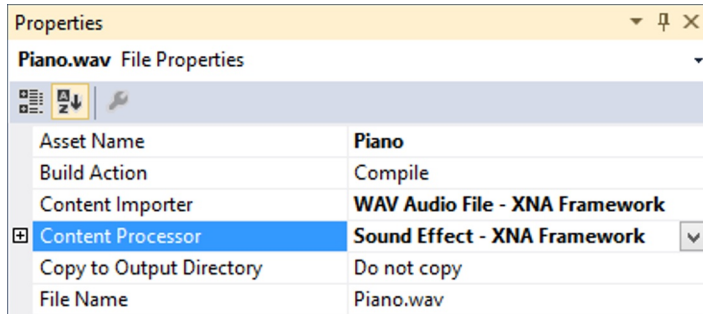 Properties
Piano.wav File Properties
Asset Name Piano
Build Action Compile
Content Importer WAV Audio File - XNA Framework
Content Processor Sound Effect - XNA Framework
Copy to Output Directory Do not copy
File Name Piano.wav